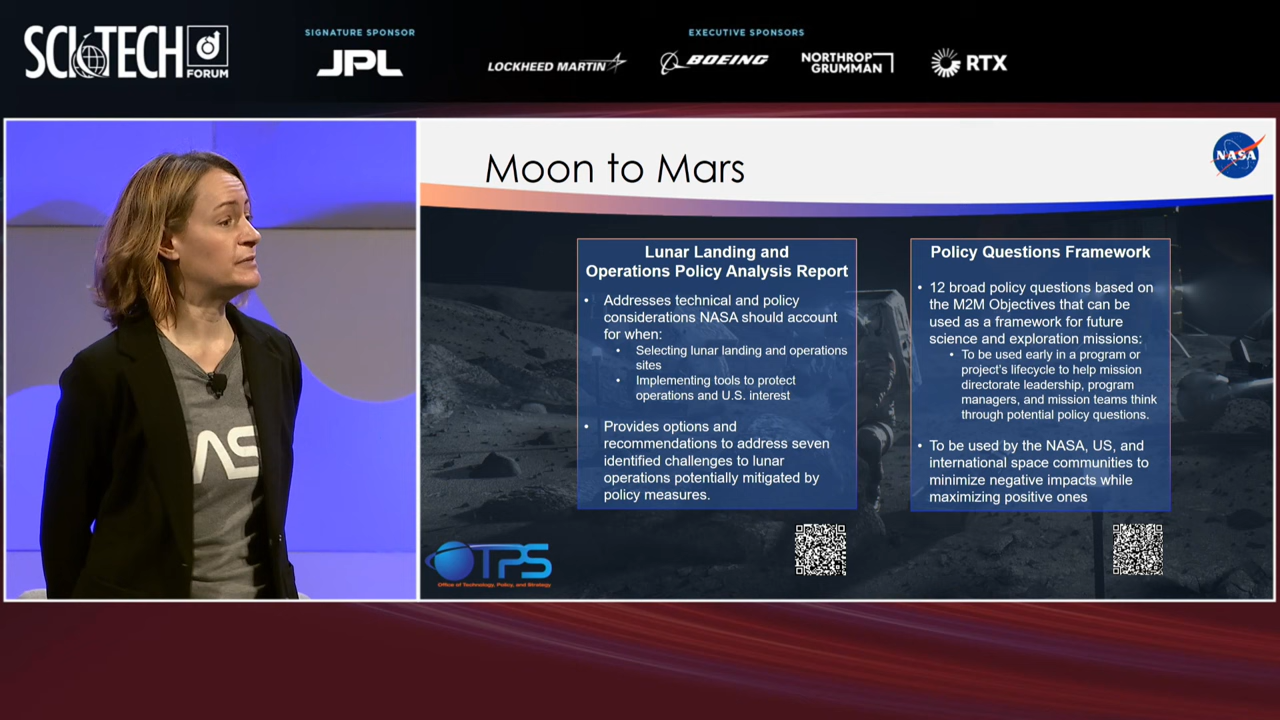 SCITECH
FORUM
SIGNATURE SPONSOR
JPL
EXECUTIVE SPONSORS
LOCKHEED MARTIN
BOEING
NORTHROP
GRUMMAN
RTX
Moon to Mars
NASA
Lunar Landing and
Operations Policy Analysis Report
• Addresses technical and policy
considerations NASA should account
for when:
• Selecting lunar landing and operations
sites
• Implementing tools to protect
operations and U.S. interest
• Provides options and
recommendations to address seven
identified challenges to lunar
operations potentially mitigated by
policy measures.
Policy Questions Framework
• 12 broad policy questions based on
the M2M Objectives that can be
used as a framework for future
science and exploration missions:
• To be used early in a program or
project's lifecycle to help mission
directorate leadership, program
managers, and mission teams think
through potential policy questions.
• To be used by the NASA, US, and
international space communities to
minimize negative impacts while
maximizing positive ones
OTPS
Office of Technology, Policy, and Strategy
AS